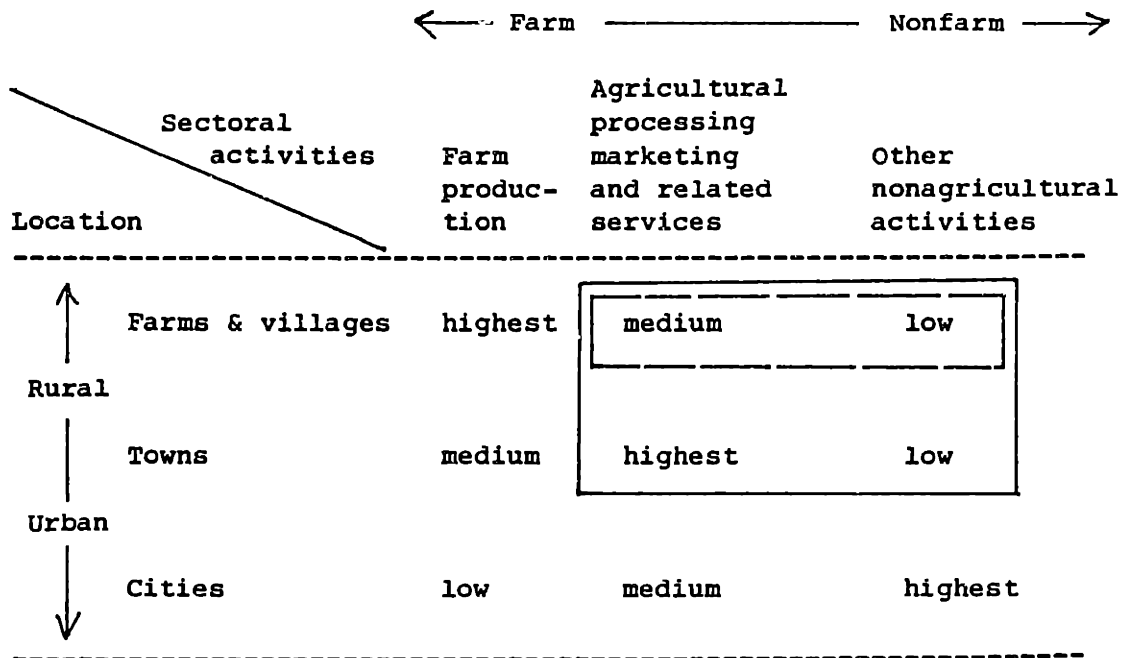 Farm Nonfarm
Agricultural
Sectoral processing
activities Farm marketing Other
produc- and related nonagricultural
Location tion services activities
Farms & villages highest medium low
Rural
Towns medium highest low
Urban
Cities low medium highest